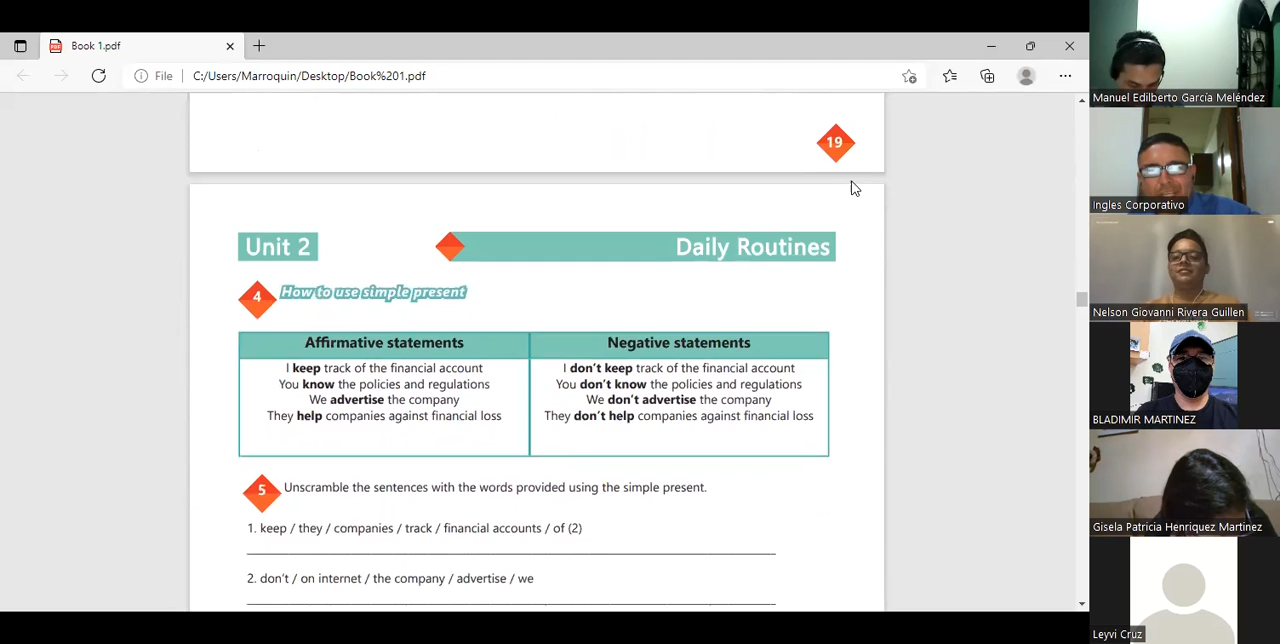 Book 1.pdf
File
C:/Users/Marroquin/Desktop/Book%201.pdf
19
Unit 2
Daily Routines
4
How to use simple present
Affirmative statements
I keep track of the financial account
You know the policies and regulations
We advertise the company
They help companies against financial loss
Negative statements
I don't keep track of the financial account
You don't know the policies and regulations
We don't advertise the company
They don't help companies against financial loss
5
Unscramble the sentences with the words provided using the simple present.
1. keep / they / companies / track / financial accounts / of (2)
2. don't / on internet / the company / advertise / we
Manuel Edilberto García Meléndez
Ingles Corporativo
Nelson Giovanni Rivera Guillen
BLADIMIR MARTINEZ
Gisela Patricia Henriquez Martinez
Leyvi Cruz